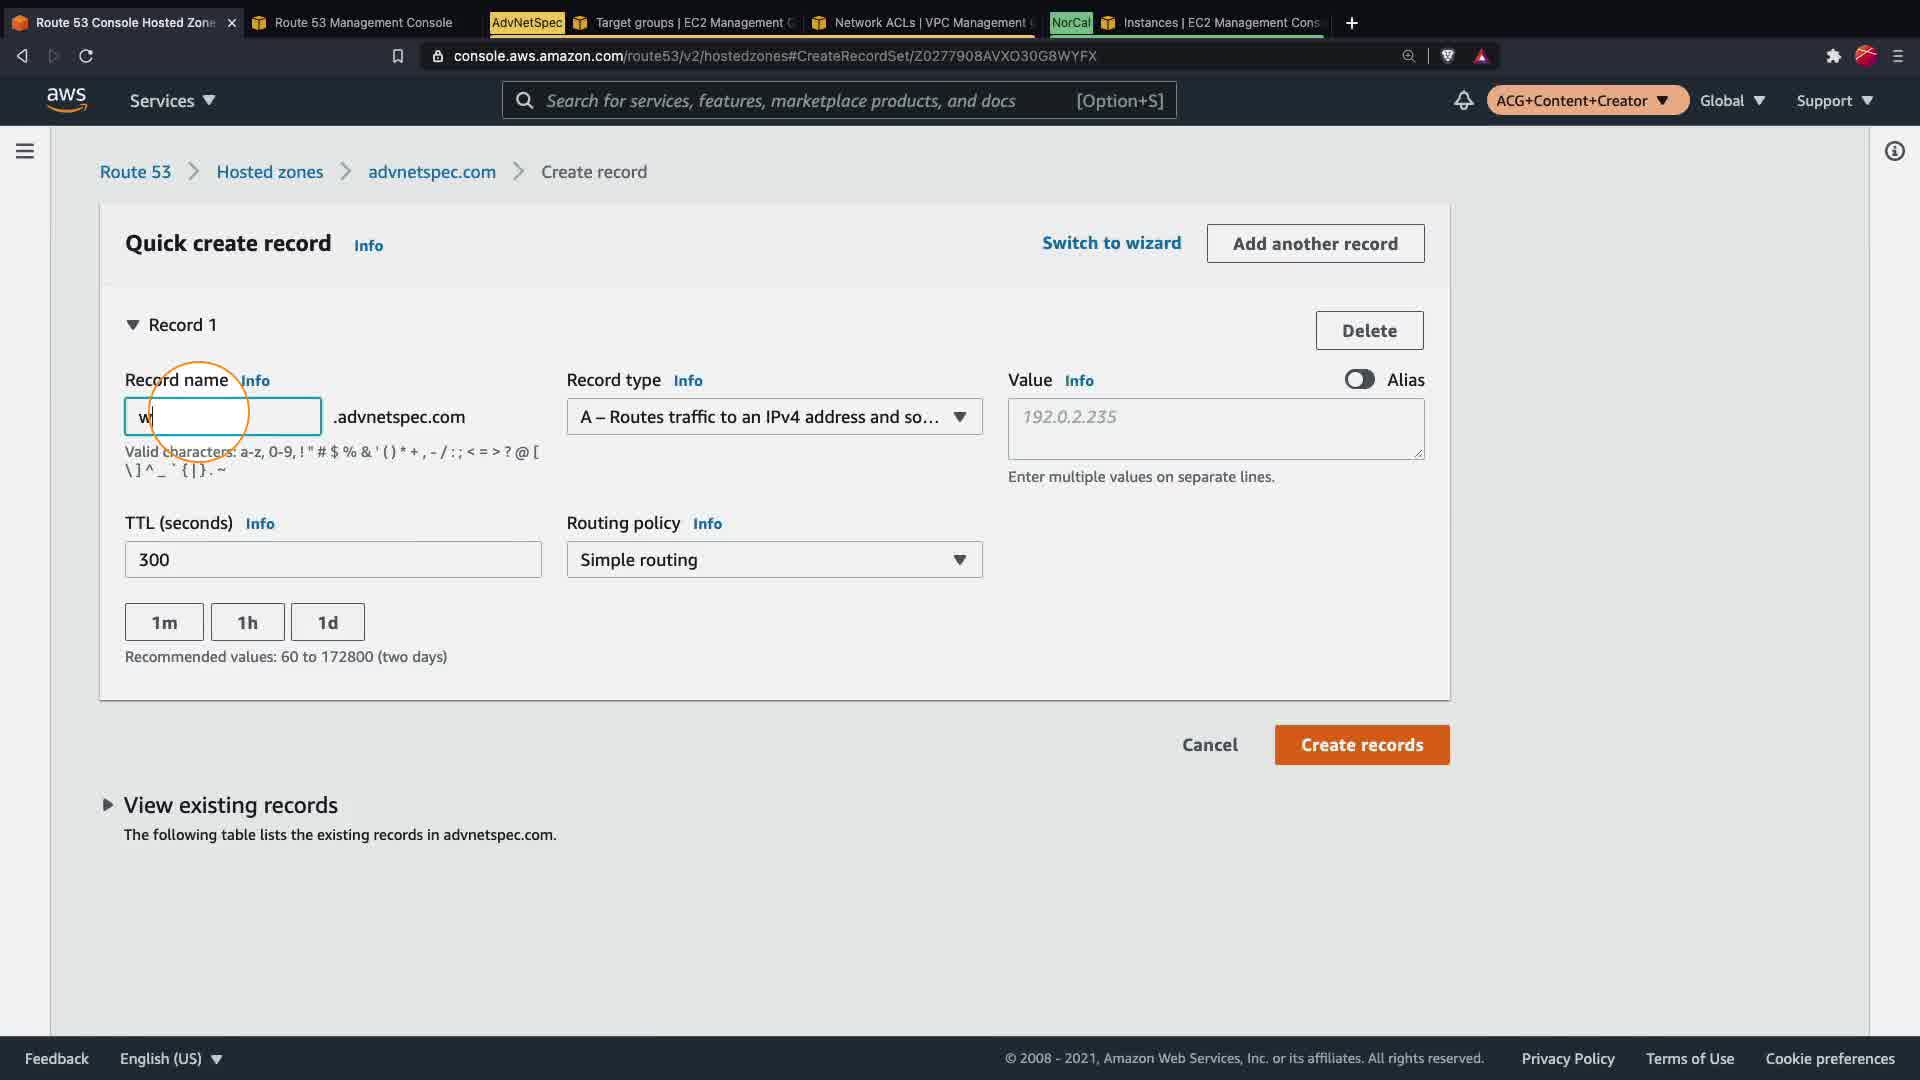 Route 53 Console Hosted Zone
Route 53 Management Console
AdvNetSpec
Target groups | EC2 Management C
Network ACLs | VPC Management
NorCal
Instances | EC2 Management Cons
console.aws.amazon.com/route53/v2/hostedzones#CreateRecordSet/Z0277908AVXO30G8WYFX
aws
Services
Search for services, features, marketplace products, and docs
[Option+S]
ACG+Content+Creator
Global
Support
Route 53
Hosted zones
advnetspec.com
Create record
Quick create record
Info
Switch to wizard
Add another record
Record 1
Delete
Record name
Info
w
.advnetspec.com
Valid characters: a-z, 0-9, ! " # $ % & ' ( ) * + , - / : ; < = > ? @ [
\ ] ^ _ ` { | } . ~
Record type
Info
A – Routes traffic to an IPv4 address and so...
Value
Info
Alias
192.0.2.235
Enter multiple values on separate lines.
TTL (seconds)
Info
300
1m
1h
1d
Recommended values: 60 to 172800 (two days)
Routing policy
Info
Simple routing
Cancel
Create records
View existing records
The following table lists the existing records in advnetspec.com.
Feedback
English (US)
© 2008 - 2021, Amazon Web Services, Inc. or its affiliates. All rights reserved.
Privacy Policy
Terms of Use
Cookie preferences